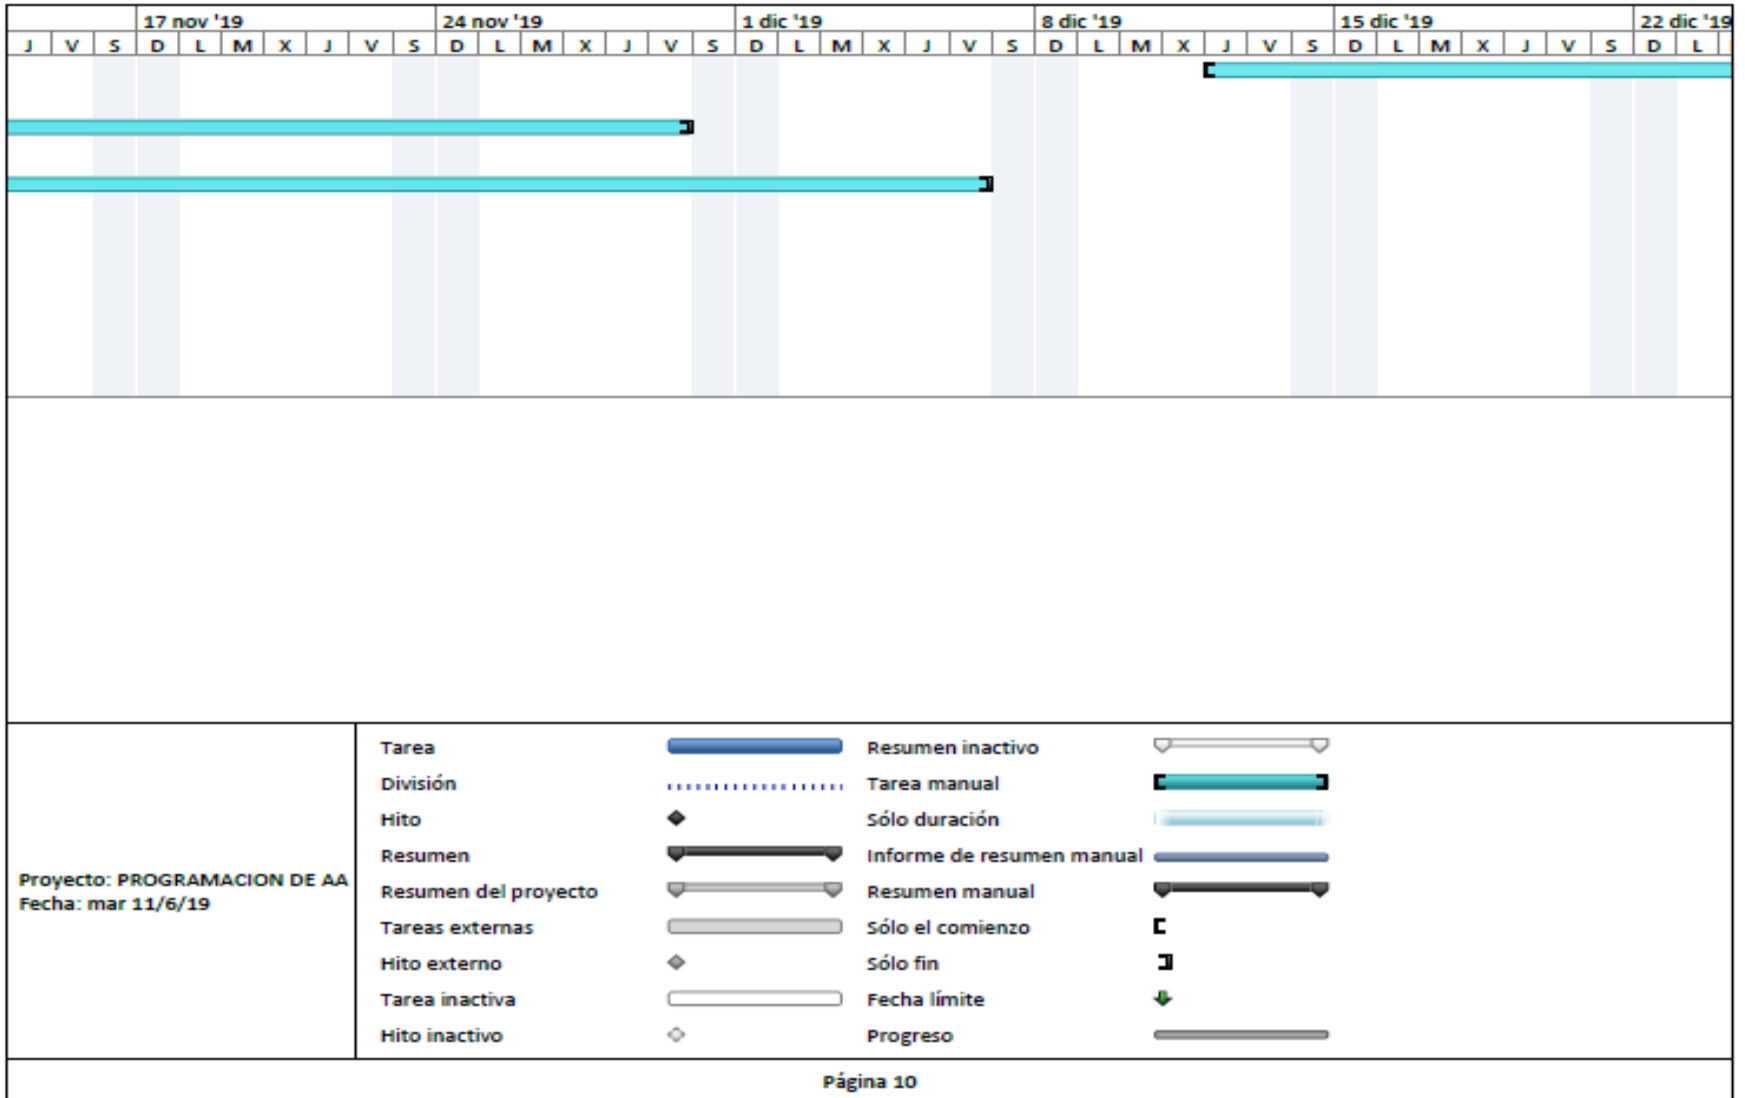 17 nov '19 24 nov '19 1 dic '19 8 dic '19 15 dic '19 22 dic '19
J V S D L M X J V S D L M X J V S D L M X J V S D L M X J V S D L M X J V S D L
Tarea Resumen inactivo
División Tarea manual
Hito Sólo duración
Resumen Informe de resumen manual
Proyecto: PROGRAMACION DE AA
Fecha: mar 11/6/19
Resumen del proyecto Resumen manual
Tareas externas Sólo el comienzo
Hito externo Sólo fin
Tarea inactiva Fecha límite
Hito inactivo Progreso
Página 10